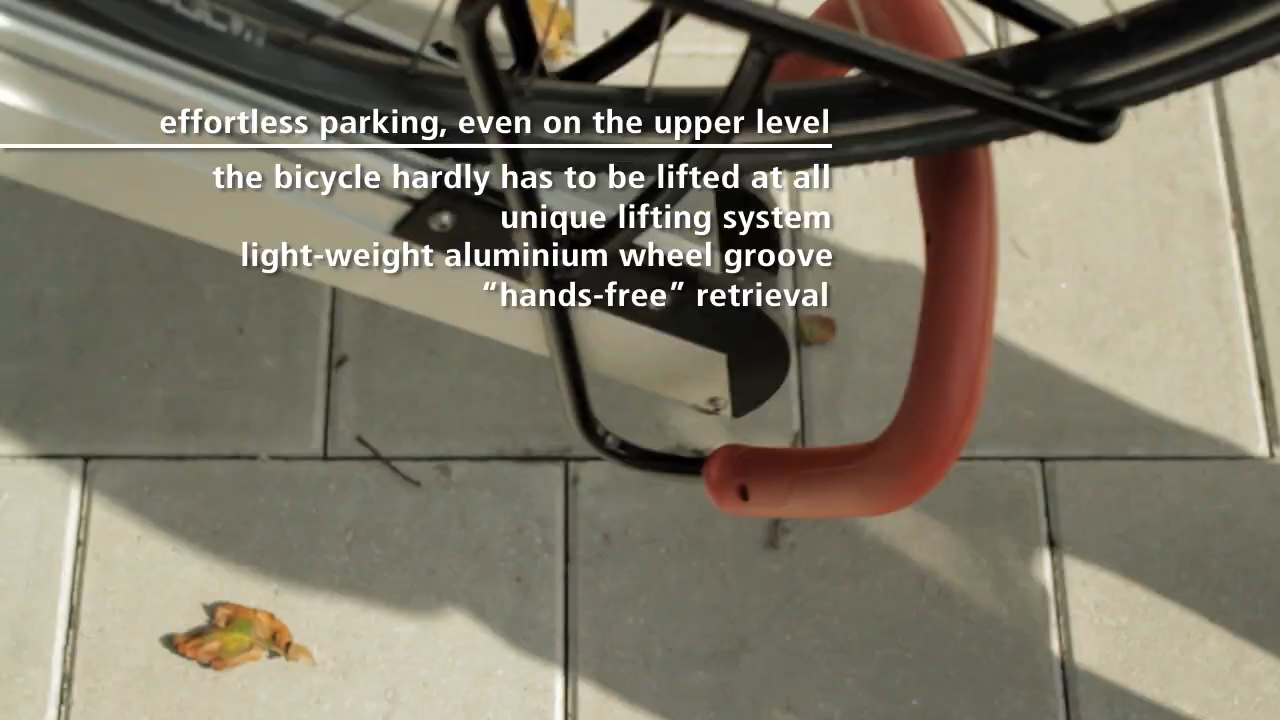 effortless parking, even on the upper level
the bicycle hardly has to be lifted at all
unique lifting system
light-weight aluminium wheel groove
“hands-free” retrieval